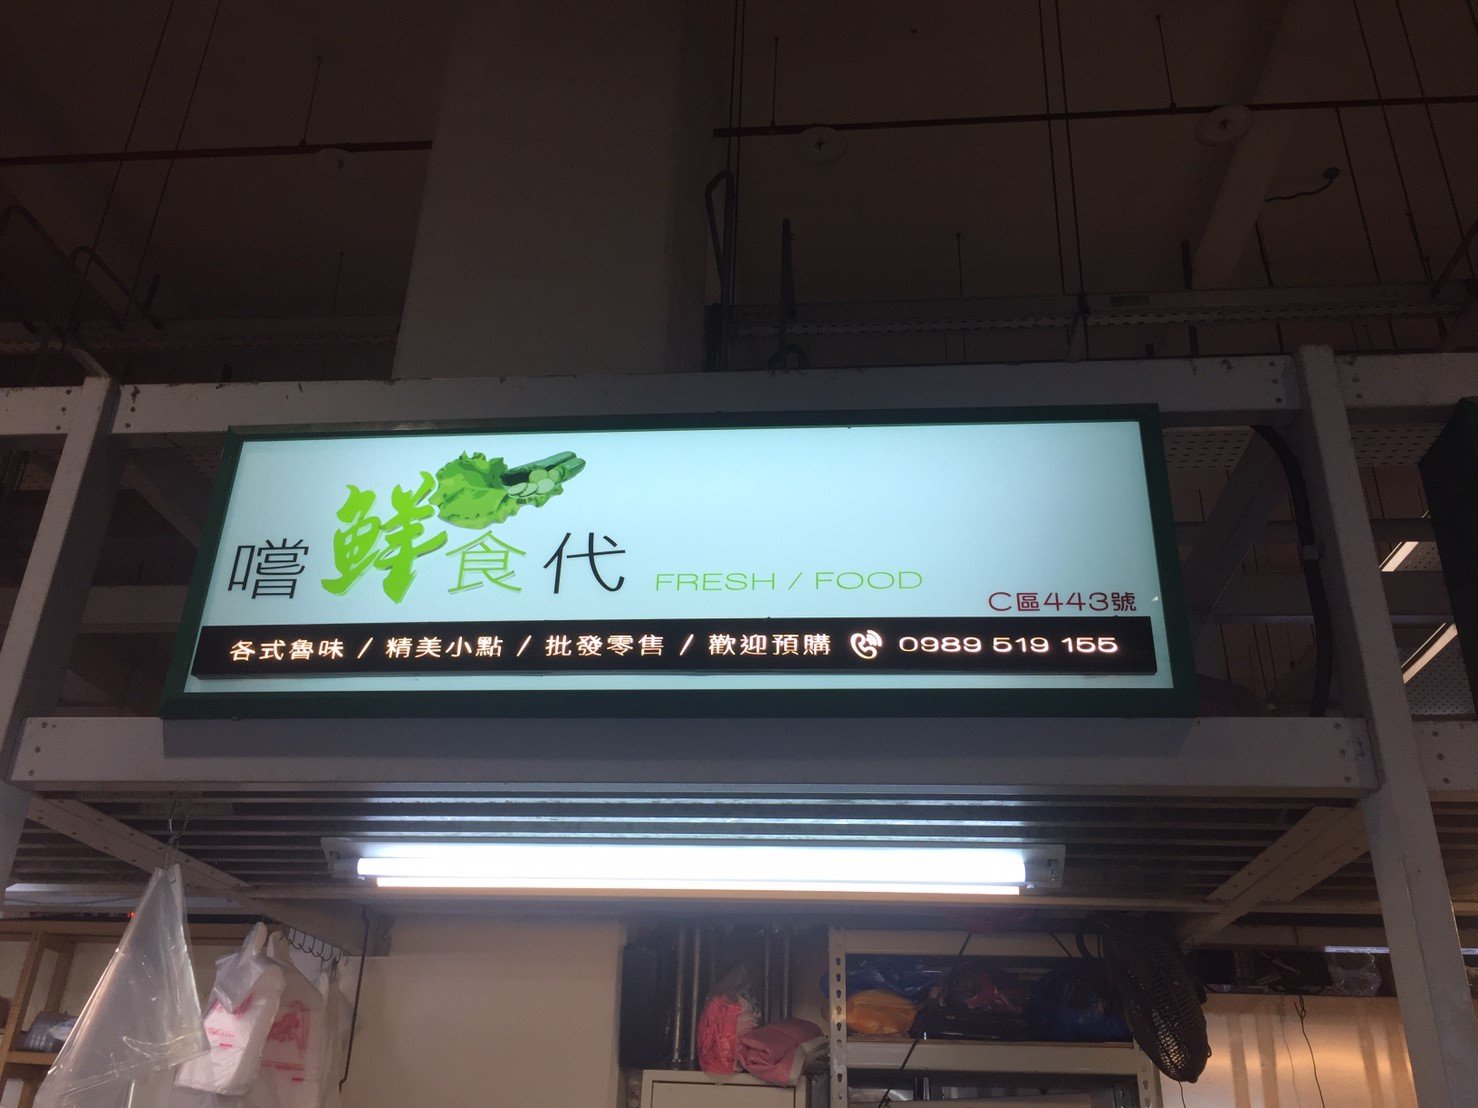 嚐鮮食代 FRESH / FOOD
C區443號
各式魯味 / 精美小點 / 批發零售 / 歡迎預購 0989 519 155